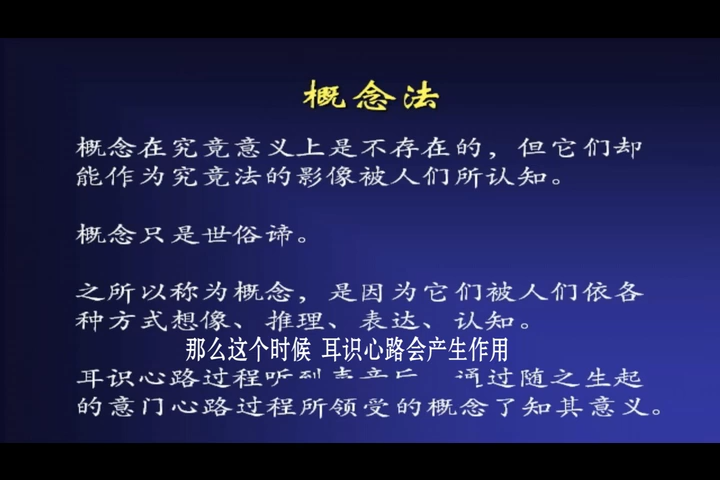 概念法
概念在究竟意义上是不存在的，但它们却
能作为究竟法的影像被人们所认知。
概念只是世俗谛。
之所以称为概念，是因为它们被人们依各
种方式想像、推理、表达、认知。
那么这个时候 耳识心路会产生作用
耳识心路过程听到声音后，通过随之生起
的意门心路过程所领受的概念了知其意义。